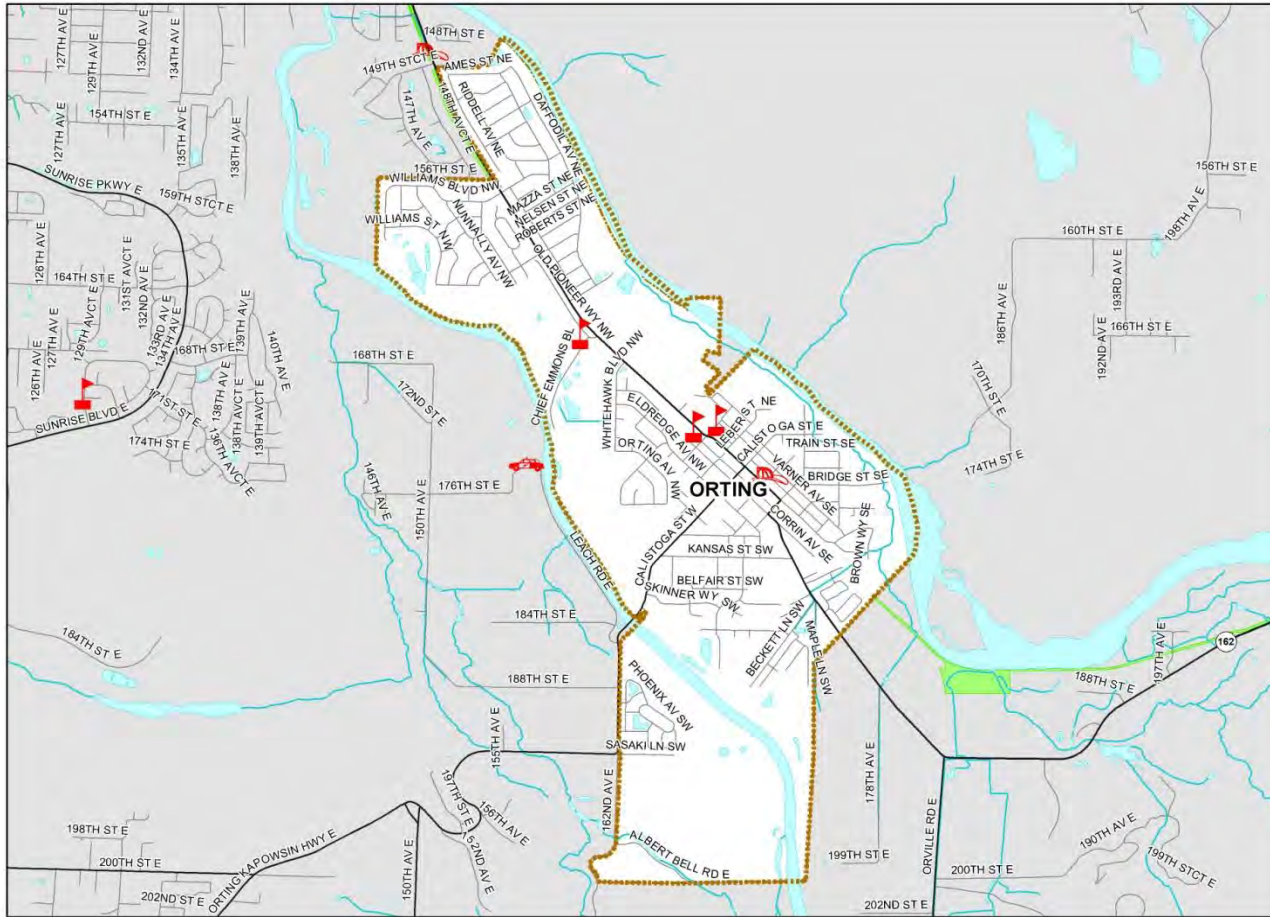 148TH ST E
127TH AV E
129TH AV E
132ND AV E
134TH AV E
149TH STCT E
AMES ST NE
147TH AV E
148TH AVCT E
RIDDELL AV NE
DAFFODIL AV NE
154TH ST E
127TH AV E
135TH AV E
138TH AV E
156TH ST E
156TH ST E
198TH AV E
SUNRISE PKWY E
WILLIAMS BLVD NW
159TH STCT E
MAZZA ST NE
NELSEN ST NE
ROBERTS ST NE
WILLIAMS ST NW
NUNNALLY AV NW
160TH ST E
126TH AV E
131ST AVCT E
132ND AV E
164TH ST E
OLD PIONEER WY NW
186TH AV E
193RD AV E
127TH AV E
129TH AVCT E
133RD AV E
134TH AV E
139TH AV E
140TH AV E
166TH ST E
192ND AV E
126TH AV E
168TH ST E
168TH ST E
CHIEF EMMONS BL
WHITEHAWK BLVD NW
170TH ST E
171ST ST E
138TH AV E
138TH AVCT E
139TH AVCT E
172ND ST E
SUNRISE BLVD E
ELDREDGE AV NW
LEBER ST NE
CALISTOGA ST E
174TH ST E
136TH AVCT E
TRAIN ST SE
ORTING AV NW
VARNER AV SE
BRIDGE ST SE
174TH ST E
146TH AV E
176TH ST E
150TH AV E
ORTING
CORRIN AV SE
BROWN WY SE
LEACH RD E
CALISTOGA ST W
KANSAS ST SW
BELFAIR ST SW
SKINNER WY SW
184TH ST E
184TH ST E
BECKETT LN SW
MAPLE LN SW
197TH AV E
162
188TH ST E
188TH ST E
PHOENIX AV SW
155TH AV E
SASAKI LN SW
178TH AV E
162ND AV E
197TH ST E
156TH AV E
152ND AV E
ORVILLE RD E
190TH AV E
198TH ST E
ALBERT BELL RD E
199TH ST E
200TH ST E
200TH ST E
199TH STCT E
ORTING KAPOWSIN HWY E
150TH AV E
202ND ST E
202ND ST E